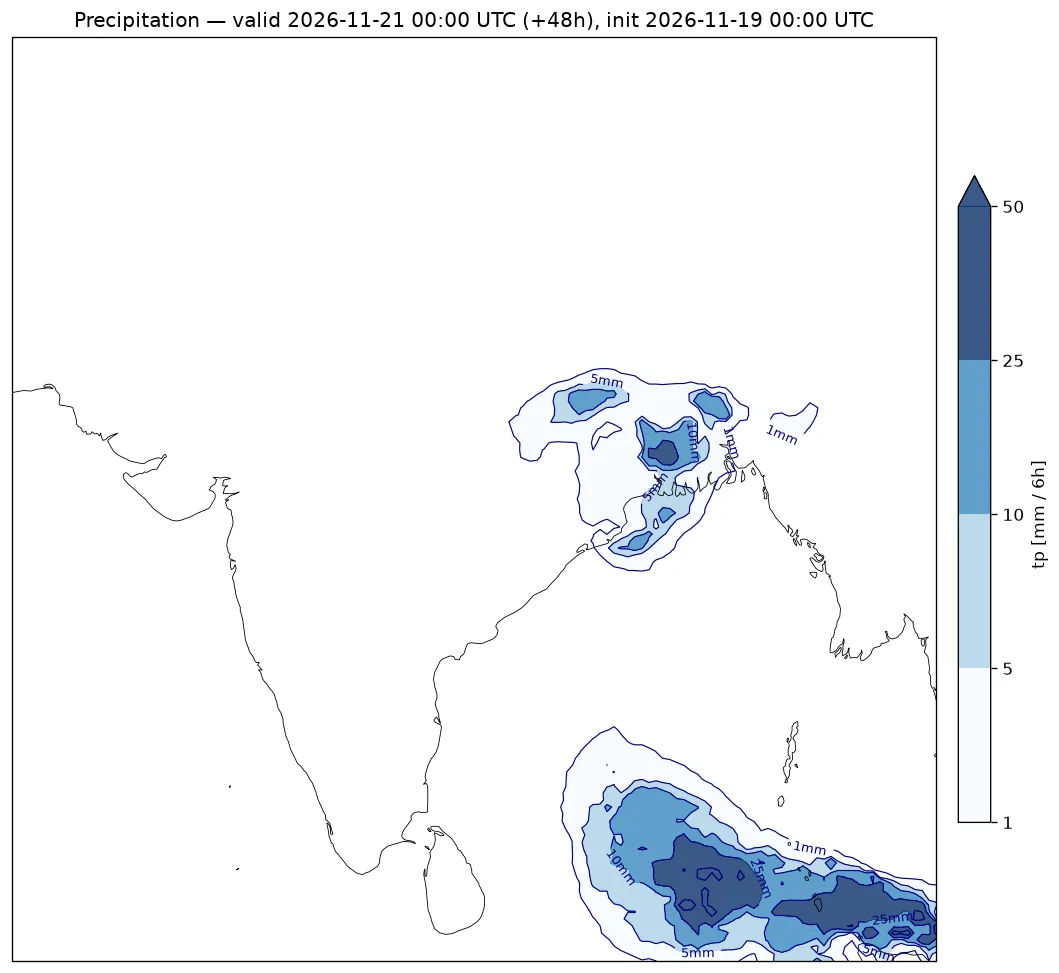 Precipitation — valid 2026-11-21 00:00 UTC (+48h), init 2026-11-19 00:00 UTC
50
25
10
5
1
tp [mm / 6h]
5mm
1mm
10mm
1mm
5mm
1mm
10mm
25mm
25mm
5mm
5mm